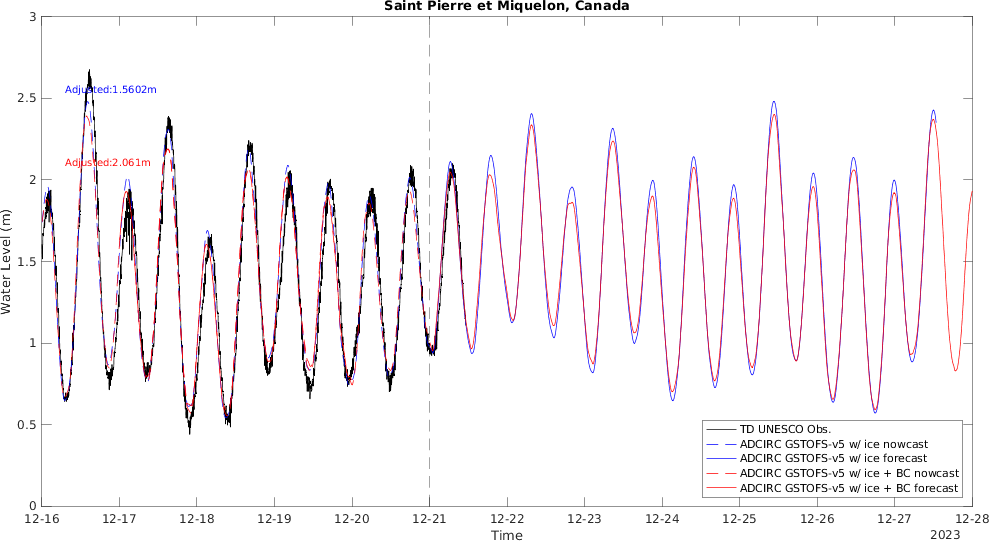 Saint Pierre et Miquelon, Canada
3
2.5
2
1.5
1
0.5
0
Water Level (m)
Adjusted:1.5602m
Adjusted:2.061m
TD UNESCO Obs.
ADCIRC GSTOFS-v5 w/ ice nowcast
ADCIRC GSTOFS-v5 w/ ice forecast
ADCIRC GSTOFS-v5 w/ ice + BC nowcast
ADCIRC GSTOFS-v5 w/ ice + BC forecast
12-16 12-17 12-18 12-19 12-20 12-21 12-22 12-23 12-24 12-25 12-26 12-27 12-28
Time
2023